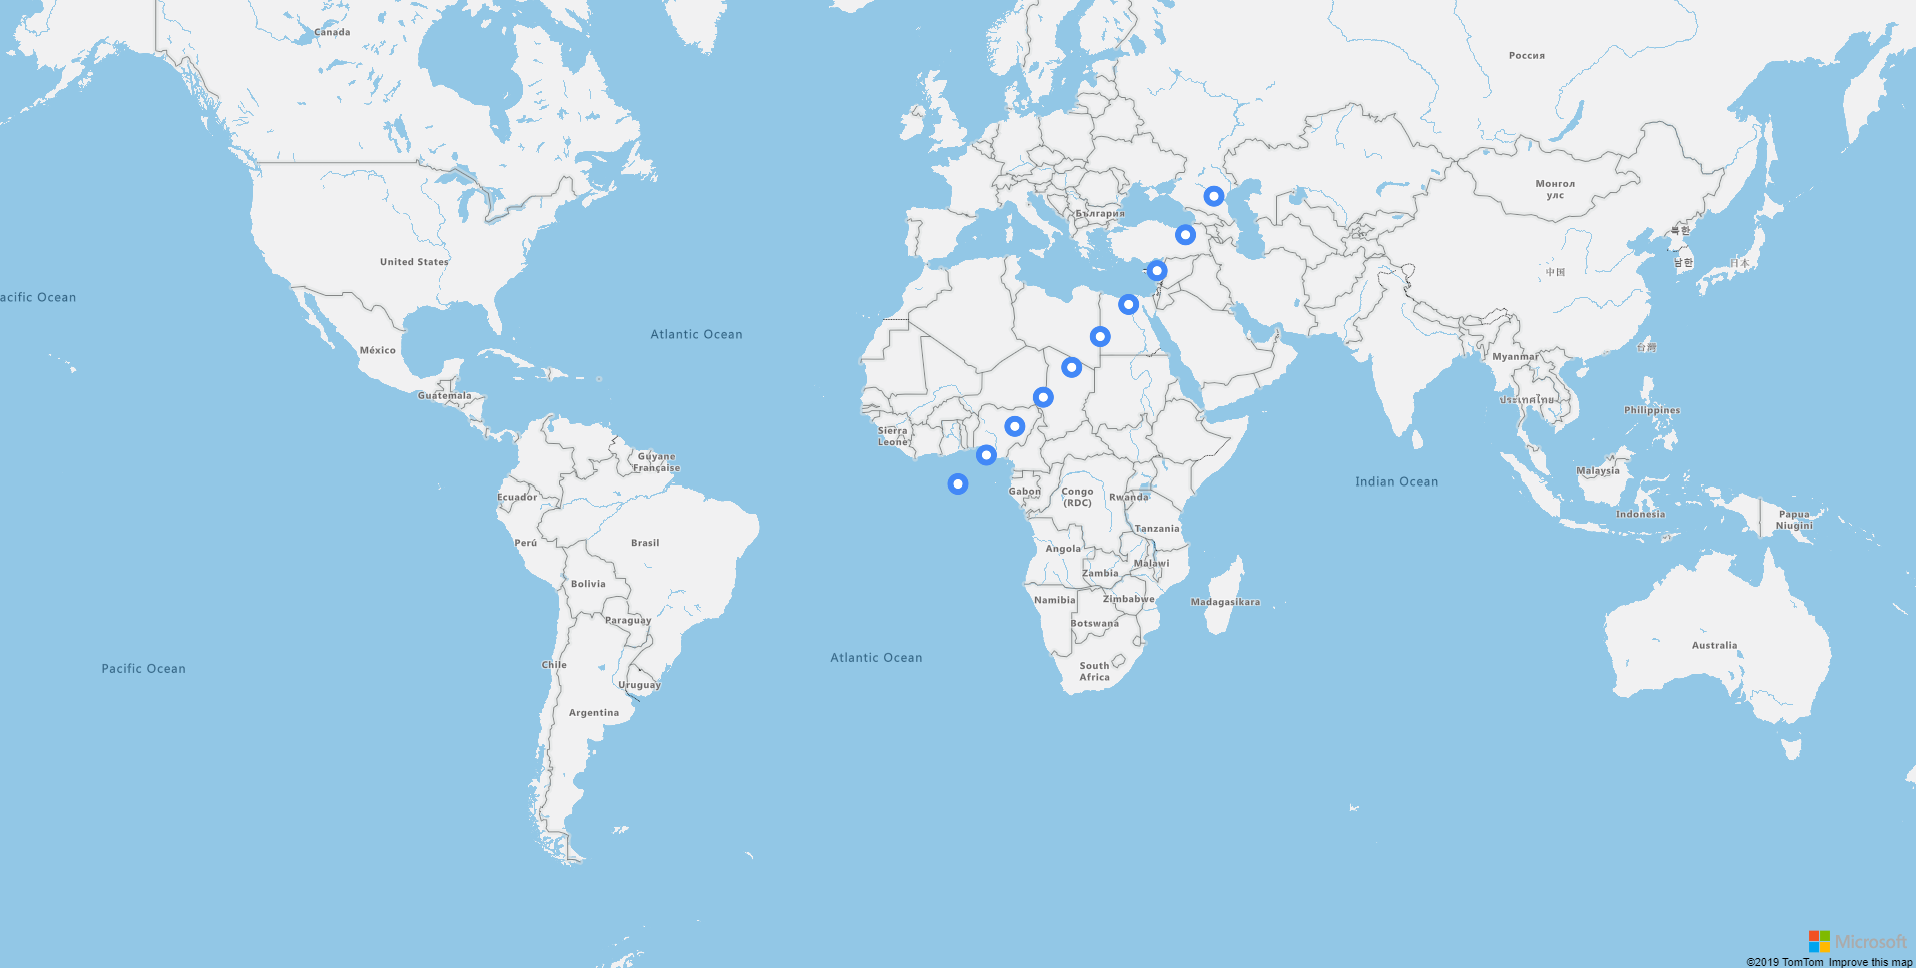 Canada
Россия
Монгол
улс
България
United States
북한
남한
日本
中国
acific Ocean
Atlantic Ocean
台灣
México
Myanmar
Guatemala
ประเทศไทย
Philippines
Sierra
Leone
Guyane
Française
Malaysia
Indian Ocean
Ecuador
Gabon
Congo
(RDC)
Rwanda
Indonesia
Papua
Niugini
Tanzania
Perú
Brasil
Angola
Malawi
Zambia
Bolivia
Namibia
Zimbabwe
Madagasikara
Paraguay
Botswana
Australia
Atlantic Ocean
Pacific Ocean
Chile
South
Africa
Uruguay
Argentina
Microsoft
©2019 TomTom Improve this map